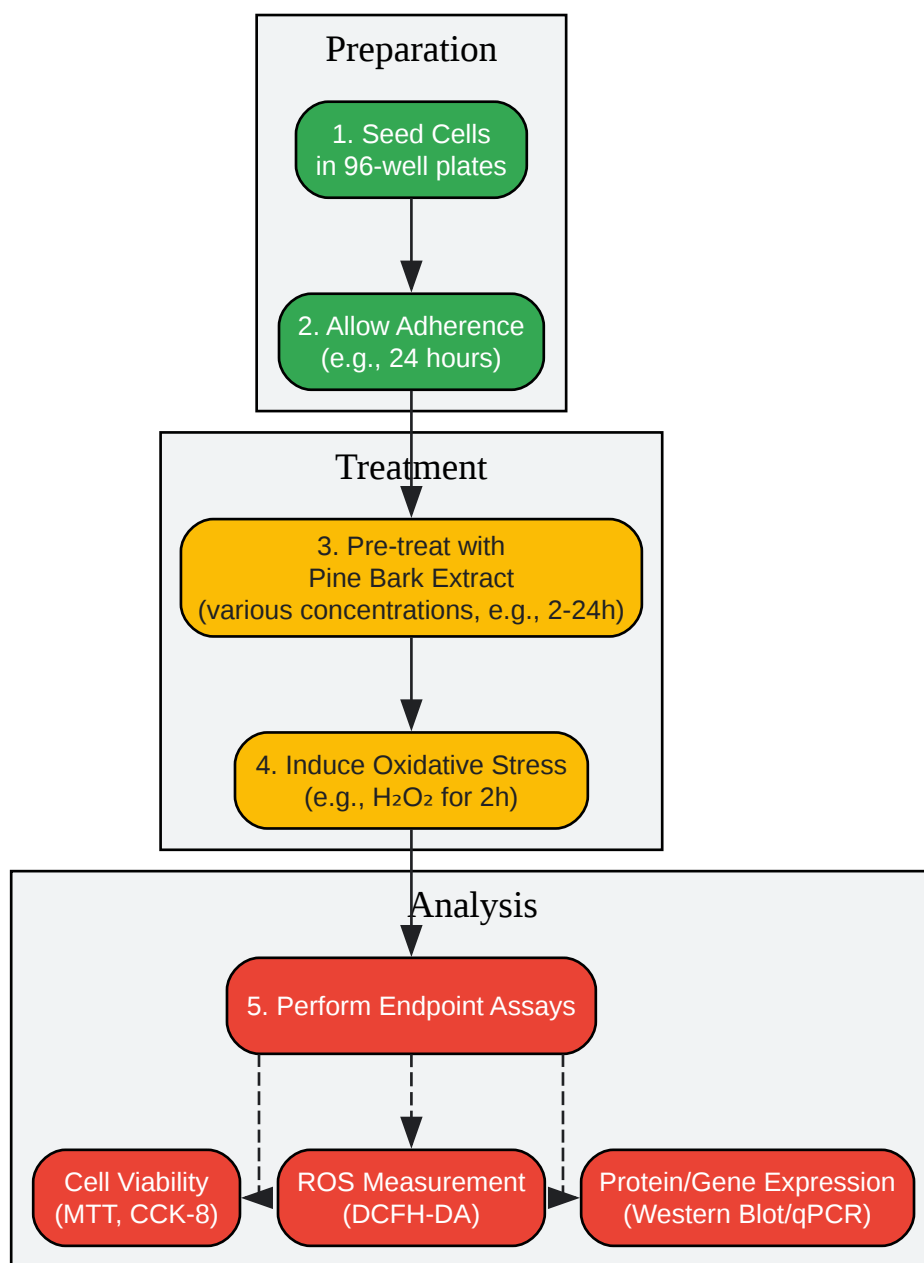 Preparation
1. Seed Cells
in 96-well plates
2. Allow Adherence
(e.g., 24 hours)
Treatment
3. Pre-treat with
Pine Bark Extract
(various concentrations, e.g., 2-24h)
4. Induce Oxidative Stress
(e.g., H₂O₂ for 2h)
Analysis
5. Perform Endpoint Assays
Cell Viability
(MTT, CCK-8)
ROS Measurement
(DCFH-DA)
Protein/Gene Expression
(Western Blot/qPCR)